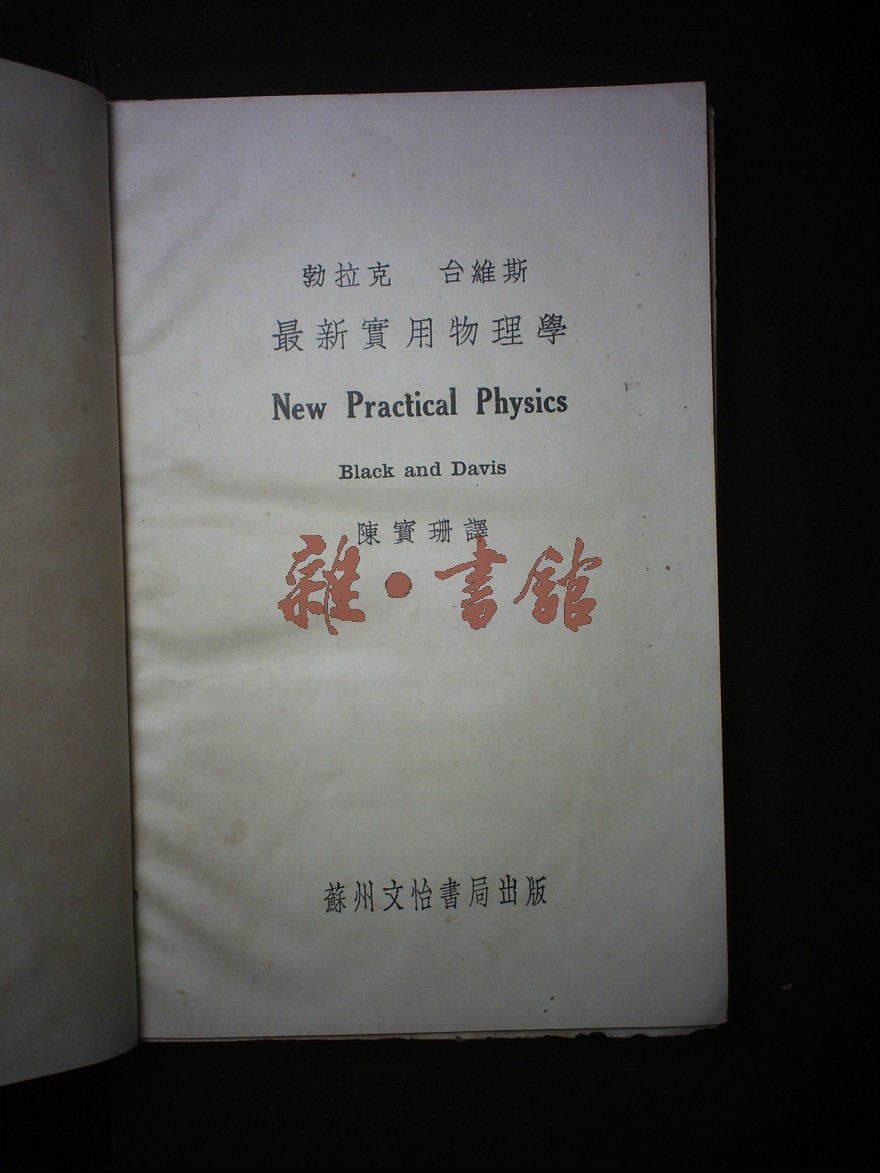 勃拉克 台維斯
最新實用物理學
New Practical Physics
Black and Davis
陳寳珊譯
雜·書館
蘇州文怡書局出版